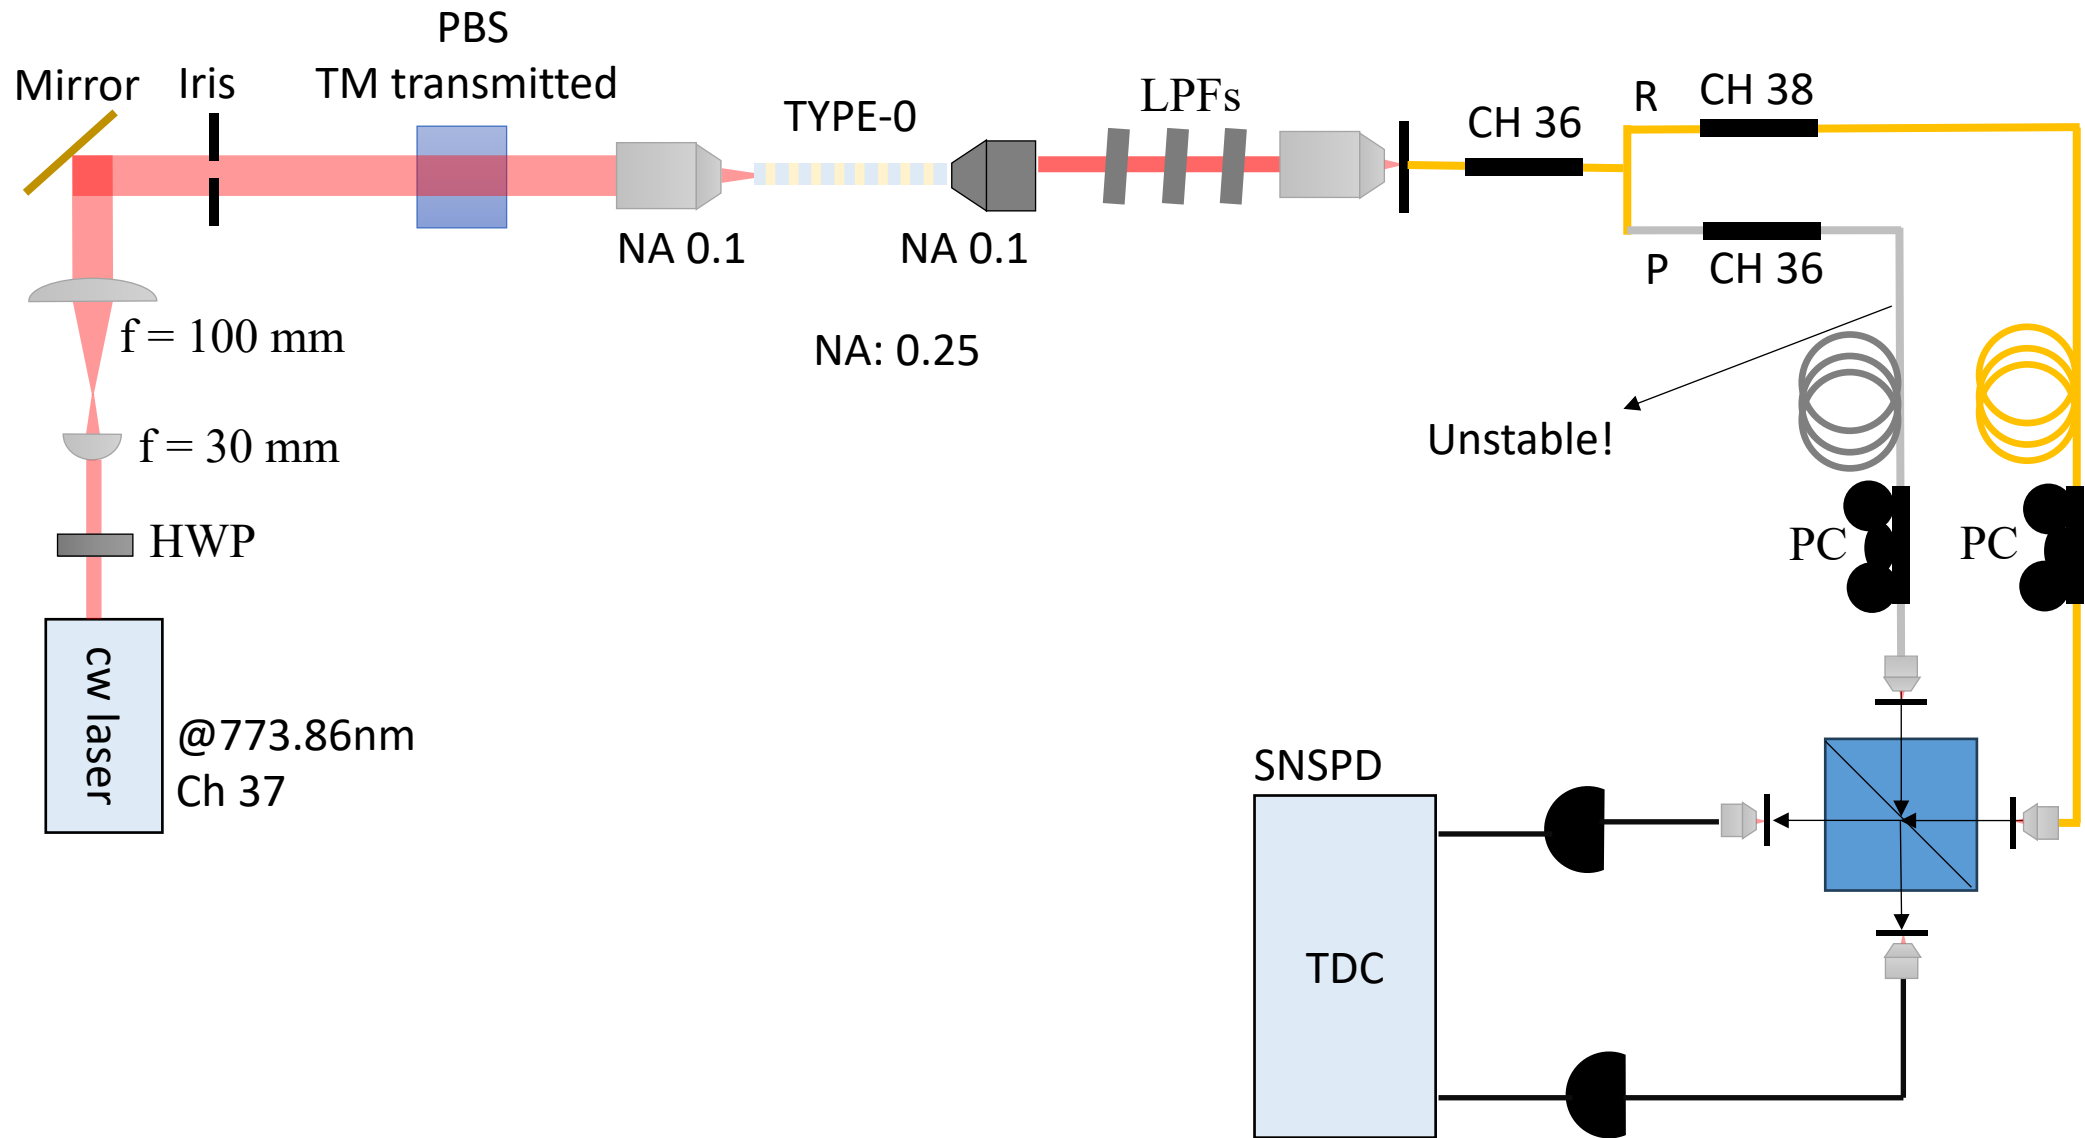 PBS
TM transmitted
Mirror
Iris
TYPE-0
LPFs
CH 36
R
CH 38
P
CH 36
NA 0.1
NA 0.1
NA: 0.25
f = 100 mm
f = 30 mm
HWP
Unstable!
PC
PC
cw laser
@773.86nm
Ch 37
SNSPD
TDC